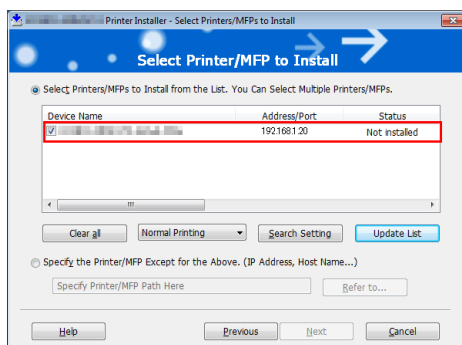 Printer Installer - Select Printers/MFPs to Install
Select Printer/MFP to Install
Select Printers/MFPs to Install from the List. You Can Select Multiple Printers/MFPs.
Device Name Address/Port Status
192.168.1.20 Not installed
Clear all Normal Printing Search Setting Update List
Specify the Printer/MFP Except for the Above. (IP Address, Host Name...)
Specify Printer/MFP Path Here Refer to...
Help Previous Next Cancel